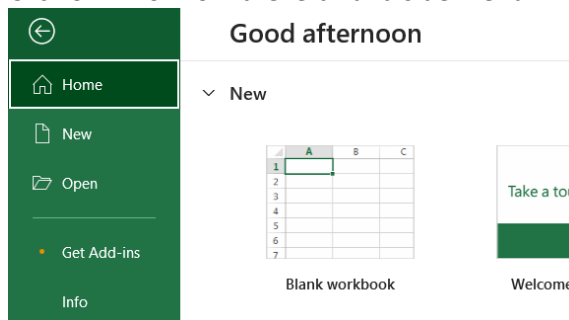 Good afternoon
Home
New
New
Open
Get Add-ins
Info
A B C
1
2
3
4
5
6
7
Blank workbook
Take a
Welcome